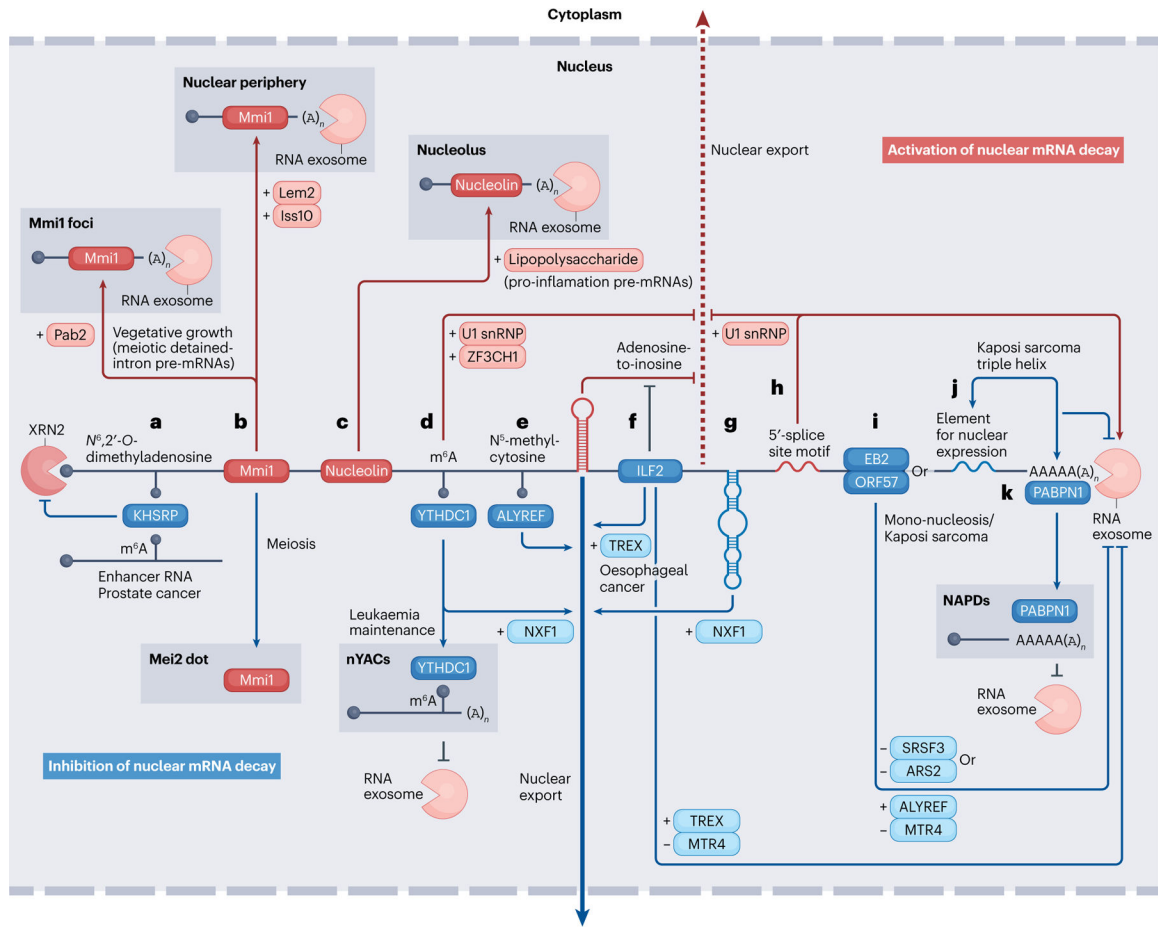 Cytoplasm
Nucleus
Nuclear periphery
Mmi1
(A)n
RNA exosome
+ Lem2
+ Iss10
Nucleolus
Nucleolin
(A)n
RNA exosome
+ Lipopolysaccharide
(pro-inflamation pre-mRNAs)
Nuclear export
Activation of nuclear mRNA decay
Mmi1 foci
Mmi1
(A)n
RNA exosome
+ Pab2
Vegetative growth
(meiotic detained-
intron pre-mRNAs)
+ U1 snRNP
+ ZF3CH1
Adenosine-
to-inosine
+ U1 snRNP
Kaposi sarcoma
triple helix
XRN2
a
N⁶,2′-O-
dimethyladenosine
b
Mmi1
c
Nucleolin
d
m⁶A
e
N⁵-methyl-
cytosine
f
ILF2
g
h
5′-splice
site motif
i
EB2
ORF57
Or
j
Element
for nuclear
expression
AAAAA(A)n
k
PABPN1
RNA
exosome
KHSRP
m⁶A
Enhancer RNA
Prostate cancer
Meiosis
YTHDC1
ALYREF
+ TREX
Oesophageal
cancer
Mono-nucleosis/
Kaposi sarcoma
Leukaemia
maintenance
+ NXF1
+ NXF1
Mei2 dot
Mmi1
nYACs
YTHDC1
m⁶A
(A)n
RNA
exosome
NAPDs
PABPN1
AAAAA(A)n
RNA
exosome
Inhibition of nuclear mRNA decay
Nuclear
export
– SRSF3
– ARS2
Or
+ ALYREF
– MTR4
+ TREX
– MTR4